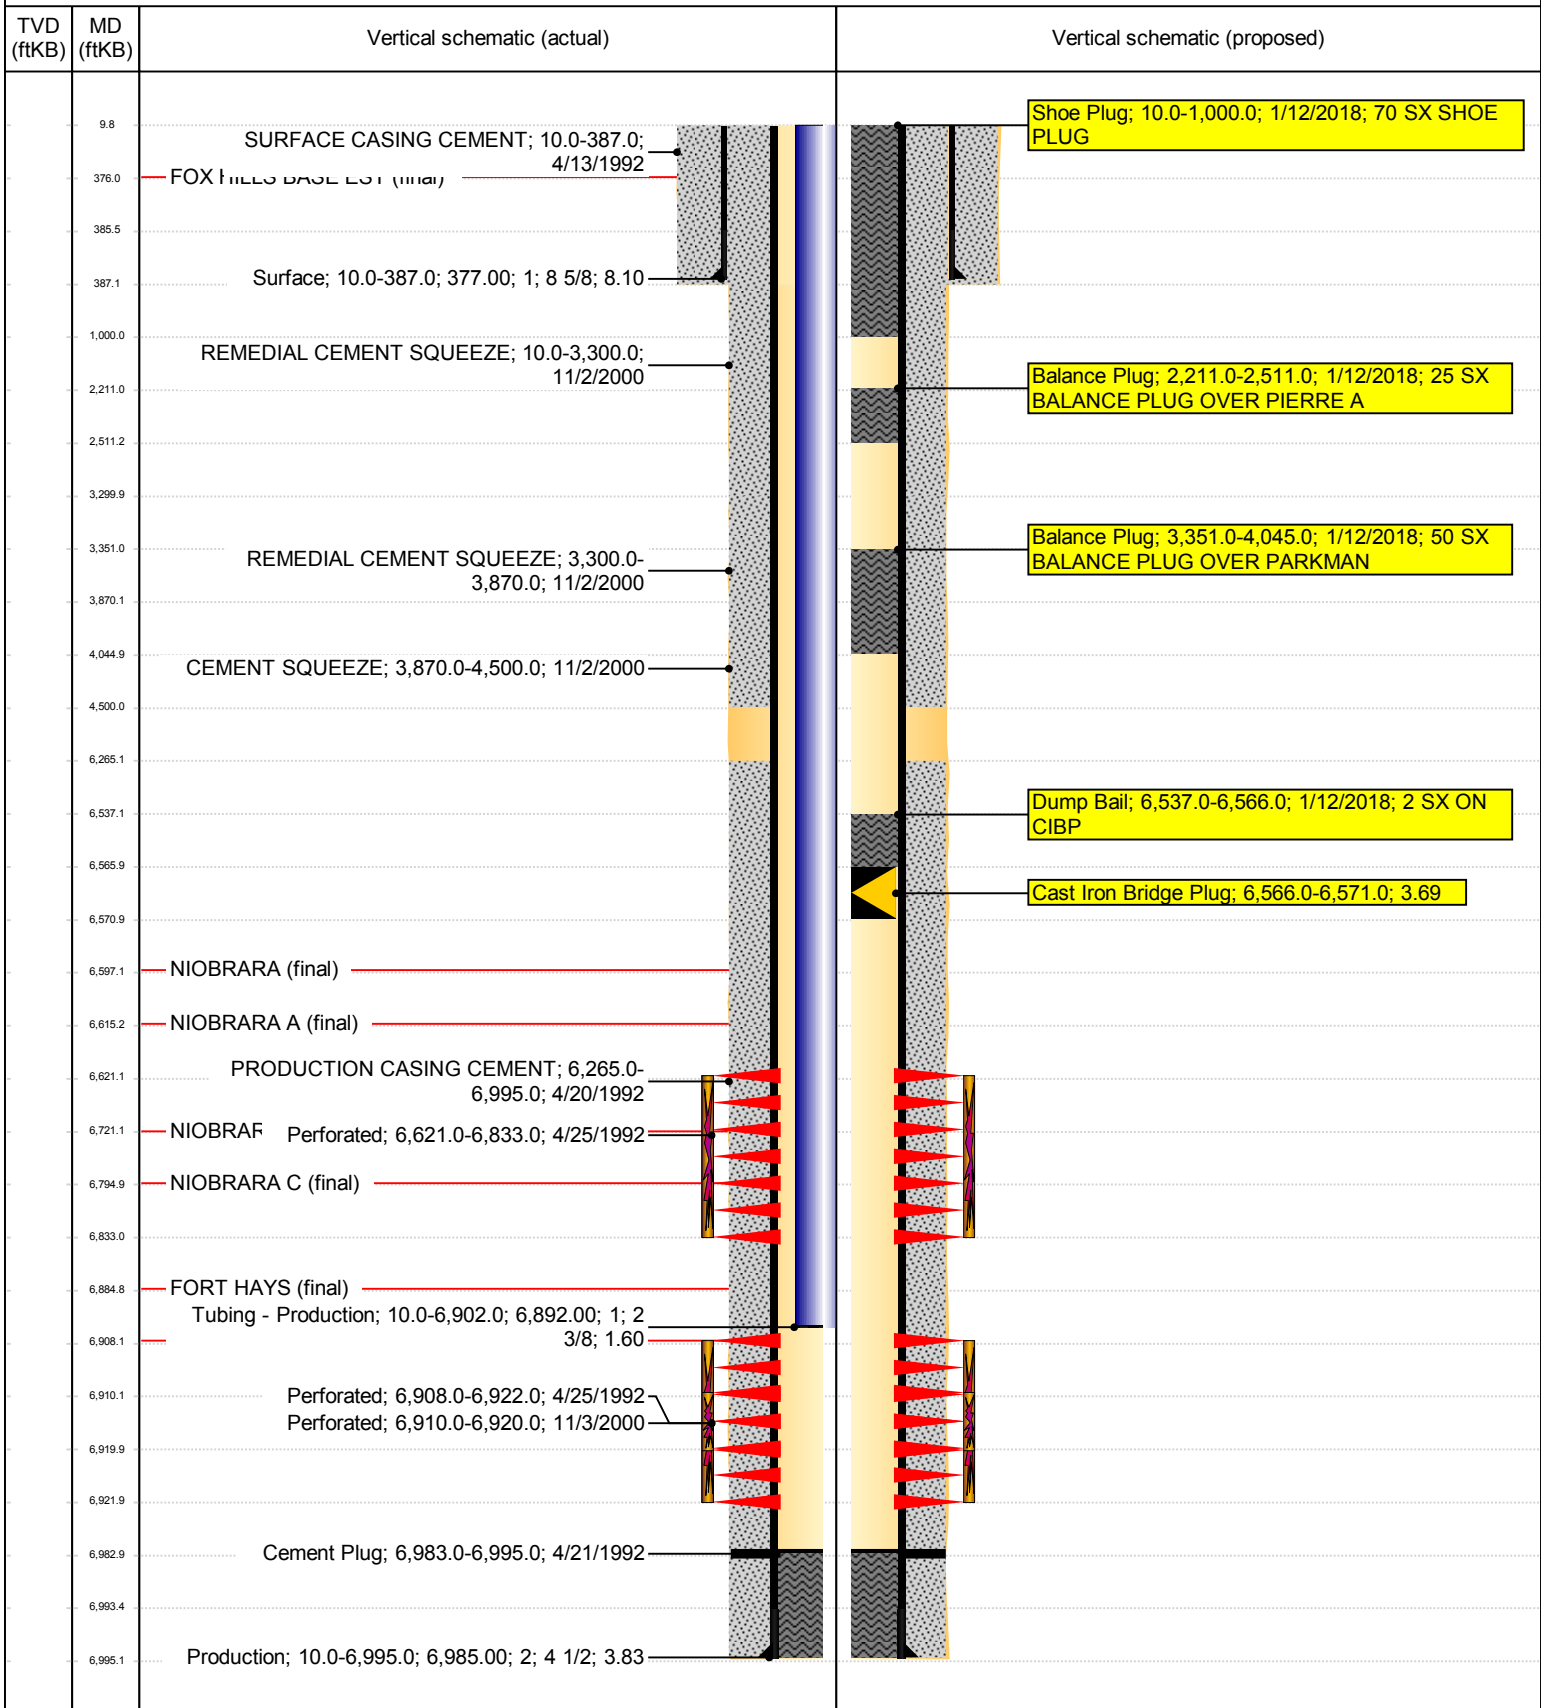 TVD (ftKB)
MD (ftKB)
Vertical schematic (actual)
Vertical schematic (proposed)
9.8
Shoe Plug; 10.0-1,000.0; 1/12/2018; 70 SX SHOE
PLUG
SURFACE CASING CEMENT; 10.0-387.0;
4/13/1992
376.0
FOX HILLS BASE EST (final)
385.5
Surface; 10.0-387.0; 377.00; 1; 8 5/8; 8.10
387.1
1,000.0
REMEDIAL CEMENT SQUEEZE; 10.0-3,300.0;
11/2/2000
2,211.0
Balance Plug; 2,211.0-2,511.0; 1/12/2018; 25 SX
BALANCE PLUG OVER PIERRE A
2,511.2
3,299.9
3,351.0
REMEDIAL CEMENT SQUEEZE; 3,300.0-
3,870.0; 11/2/2000
Balance Plug; 3,351.0-4,045.0; 1/12/2018; 50 SX
BALANCE PLUG OVER PARKMAN
3,870.1
4,044.9
CEMENT SQUEEZE; 3,870.0-4,500.0; 11/2/2000
4,500.0
6,265.1
6,537.1
Dump Bail; 6,537.0-6,566.0; 1/12/2018; 2 SX ON
CIBP
6,565.9
Cast Iron Bridge Plug; 6,566.0-6,571.0; 3.69
6,570.9
6,597.1
NIOBRARA (final)
6,615.2
NIOBRARA A (final)
6,621.1
PRODUCTION CASING CEMENT; 6,265.0-
6,995.0; 4/20/1992
6,721.1
NIOBRAR
Perforated; 6,621.0-6,833.0; 4/25/1992
6,794.9
NIOBRARA C (final)
6,833.0
6,884.8
FORT HAYS (final)
Tubing - Production; 10.0-6,902.0; 6,892.00; 1; 2
3/8; 1.60
6,908.1
6,910.1
Perforated; 6,908.0-6,922.0; 4/25/1992
Perforated; 6,910.0-6,920.0; 11/3/2000
6,919.9
6,921.9
6,982.9
Cement Plug; 6,983.0-6,995.0; 4/21/1992
6,993.4
6,995.1
Production; 10.0-6,995.0; 6,985.00; 2; 4 1/2; 3.83